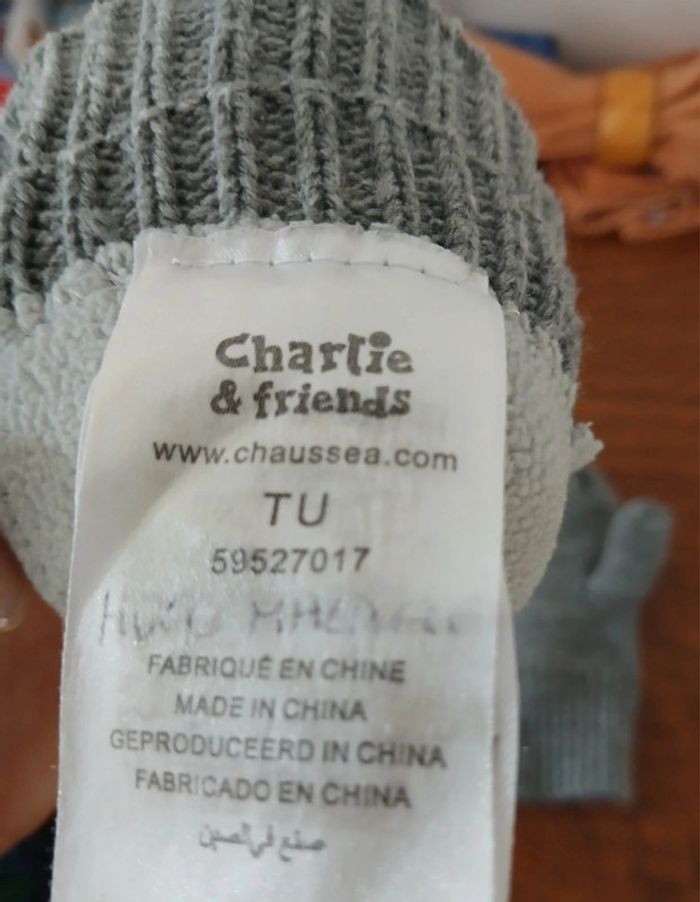 Charlie
& friends
www.chaussea.com
TU
59527017
FABRIQUÉ EN CHINE
MADE IN CHINA
GEPRODUCEERD IN CHINA
FABRICADO EN CHINA
صنع في الصين